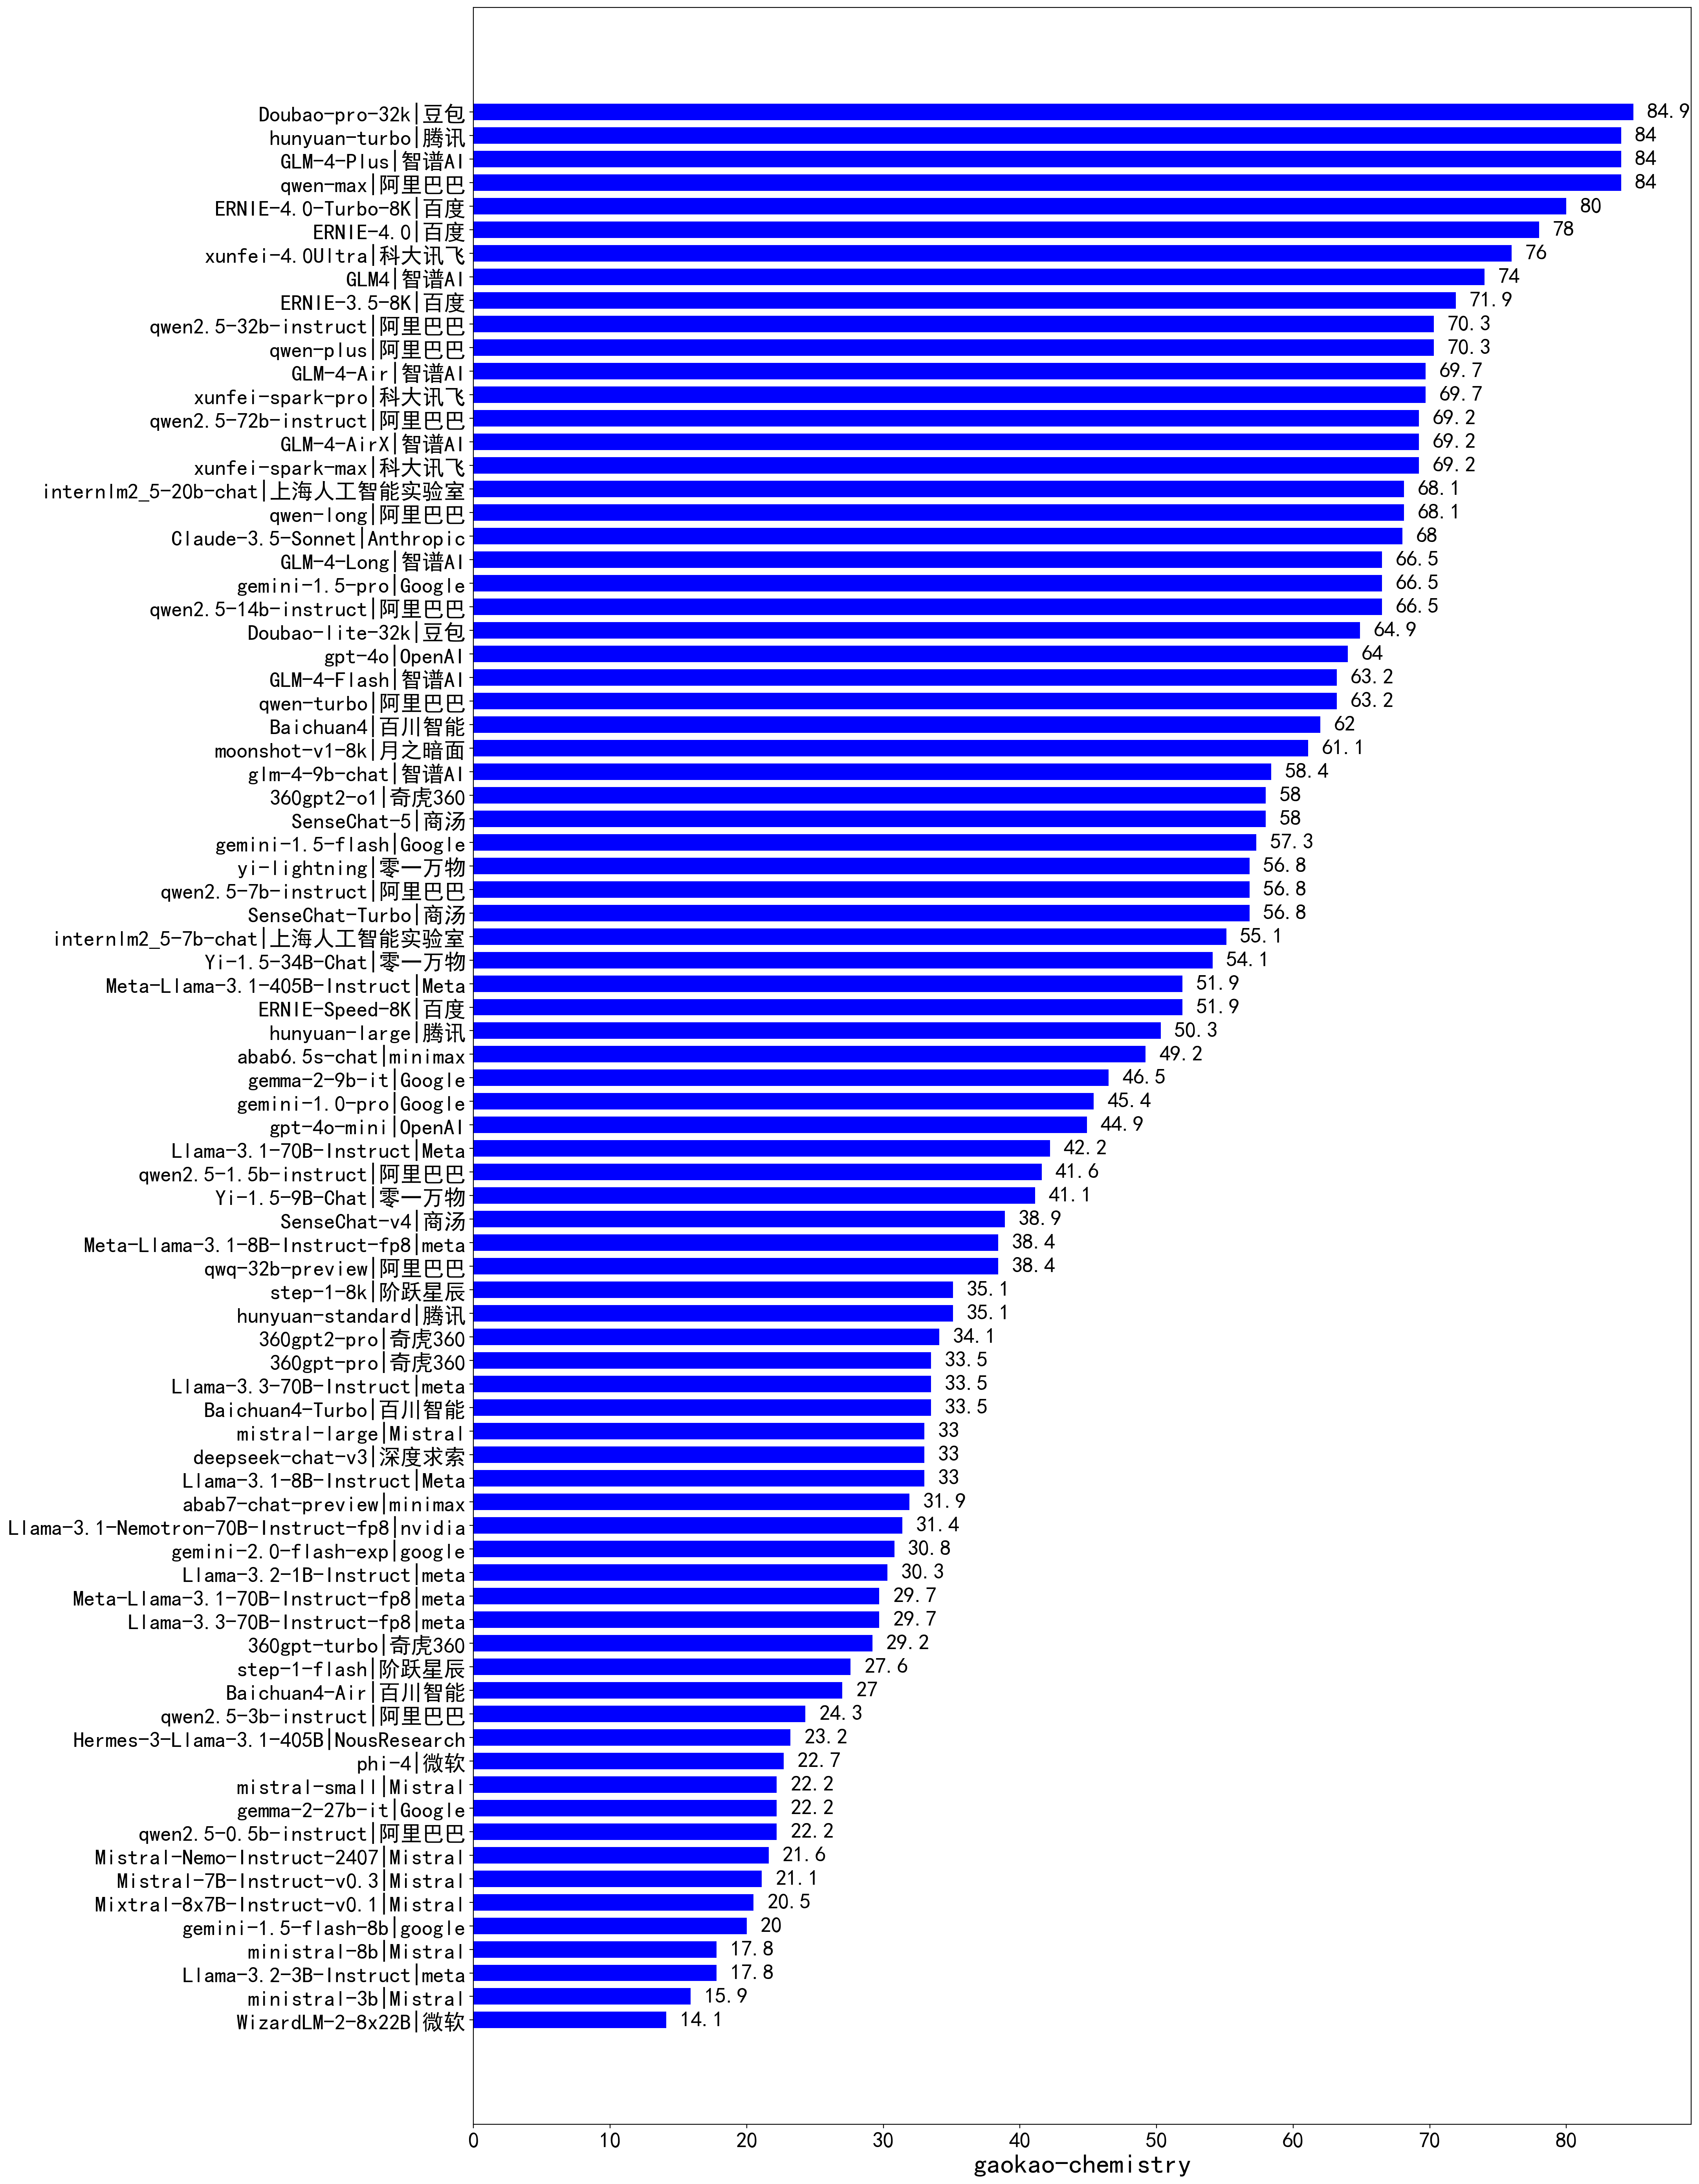 Doubao-pro-32k|豆包 84.9
hunyuan-turbo|腾讯 84
GLM-4-Plus|智谱AI 84
qwen-max|阿里巴巴 84
ERNIE-4.0-Turbo-8K|百度 80
ERNIE-4.0|百度 78
xunfei-4.0Ultra|科大讯飞 76
GLM4|智谱AI 74
ERNIE-3.5-8K|百度 71.9
qwen2.5-32b-instruct|阿里巴巴 70.3
qwen-plus|阿里巴巴 70.3
GLM-4-Air|智谱AI 69.7
xunfei-spark-pro|科大讯飞 69.7
qwen2.5-72b-instruct|阿里巴巴 69.2
GLM-4-AirX|智谱AI 69.2
xunfei-spark-max|科大讯飞 69.2
internlm2_5-20b-chat|上海人工智能实验室 68.1
qwen-long|阿里巴巴 68.1
Claude-3.5-Sonnet|Anthropic 68
GLM-4-Long|智谱AI 66.5
gemini-1.5-pro|Google 66.5
qwen2.5-14b-instruct|阿里巴巴 66.5
Doubao-lite-32k|豆包 64.9
gpt-4o|OpenAI 64
GLM-4-Flash|智谱AI 63.2
qwen-turbo|阿里巴巴 63.2
Baichuan4|百川智能 62
moonshot-v1-8k|月之暗面 61.1
glm-4-9b-chat|智谱AI 58.4
360gpt2-o1|奇虎360 58
SenseChat-5|商汤 58
gemini-1.5-flash|Google 57.3
yi-lightning|零一万物 56.8
qwen2.5-7b-instruct|阿里巴巴 56.8
SenseChat-Turbo|商汤 56.8
internlm2_5-7b-chat|上海人工智能实验室 55.1
Yi-1.5-34B-Chat|零一万物 54.1
Meta-Llama-3.1-405B-Instruct|Meta 51.9
ERNIE-Speed-8K|百度 51.9
hunyuan-large|腾讯 50.3
abab6.5s-chat|minimax 49.2
gemma-2-9b-it|Google 46.5
gemini-1.0-pro|Google 45.4
gpt-4o-mini|OpenAI 44.9
Llama-3.1-70B-Instruct|Meta 42.2
qwen2.5-1.5b-instruct|阿里巴巴 41.6
Yi-1.5-9B-Chat|零一万物 41.1
SenseChat-v4|商汤 38.9
Meta-Llama-3.1-8B-Instruct-fp8|meta 38.4
qwq-32b-preview|阿里巴巴 38.4
step-1-8k|阶跃星辰 35.1
hunyuan-standard|腾讯 35.1
360gpt2-pro|奇虎360 34.1
360gpt-pro|奇虎360 33.5
Llama-3.3-70B-Instruct|meta 33.5
Baichuan4-Turbo|百川智能 33.5
mistral-large|Mistral 33
deepseek-chat-v3|深度求索 33
Llama-3.1-8B-Instruct|Meta 33
abab7-chat-preview|minimax 31.9
Llama-3.1-Nemotron-70B-Instruct-fp8|nvidia 31.4
gemini-2.0-flash-exp|google 30.8
Llama-3.2-1B-Instruct|meta 30.3
Meta-Llama-3.1-70B-Instruct-fp8|meta 29.7
Llama-3.3-70B-Instruct-fp8|meta 29.7
360gpt-turbo|奇虎360 29.2
step-1-flash|阶跃星辰 27.6
Baichuan4-Air|百川智能 27
qwen2.5-3b-instruct|阿里巴巴 24.3
Hermes-3-Llama-3.1-405B|NousResearch 23.2
phi-4|微软 22.7
mistral-small|Mistral 22.2
gemma-2-27b-it|Google 22.2
qwen2.5-0.5b-instruct|阿里巴巴 22.2
Mistral-Nemo-Instruct-2407|Mistral 21.6
Mistral-7B-Instruct-v0.3|Mistral 21.1
Mixtral-8x7B-Instruct-v0.1|Mistral 20.5
gemini-1.5-flash-8b|google 20
ministral-8b|Mistral 17.8
Llama-3.2-3B-Instruct|meta 17.8
ministral-3b|Mistral 15.9
WizardLM-2-8x22B|微软 14.1
0 10 20 30 40 50 60 70 80
gaokao-chemistry